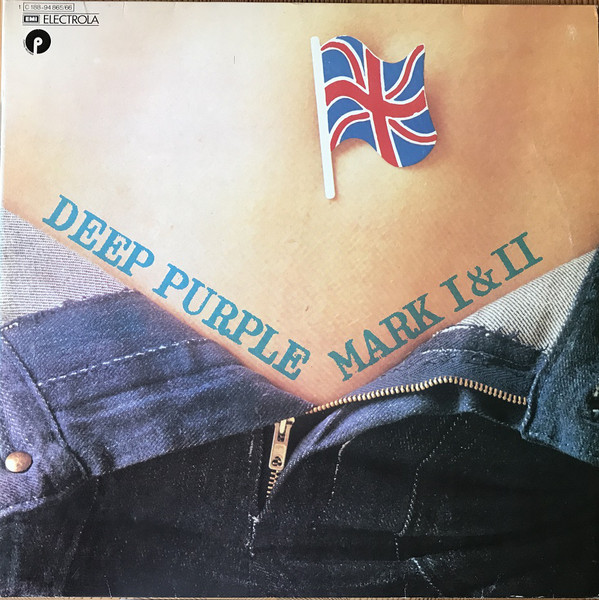 1 C 188-94 865/66
EMI ELECTROLA
P
DEEP PURPLE
MARK I & II